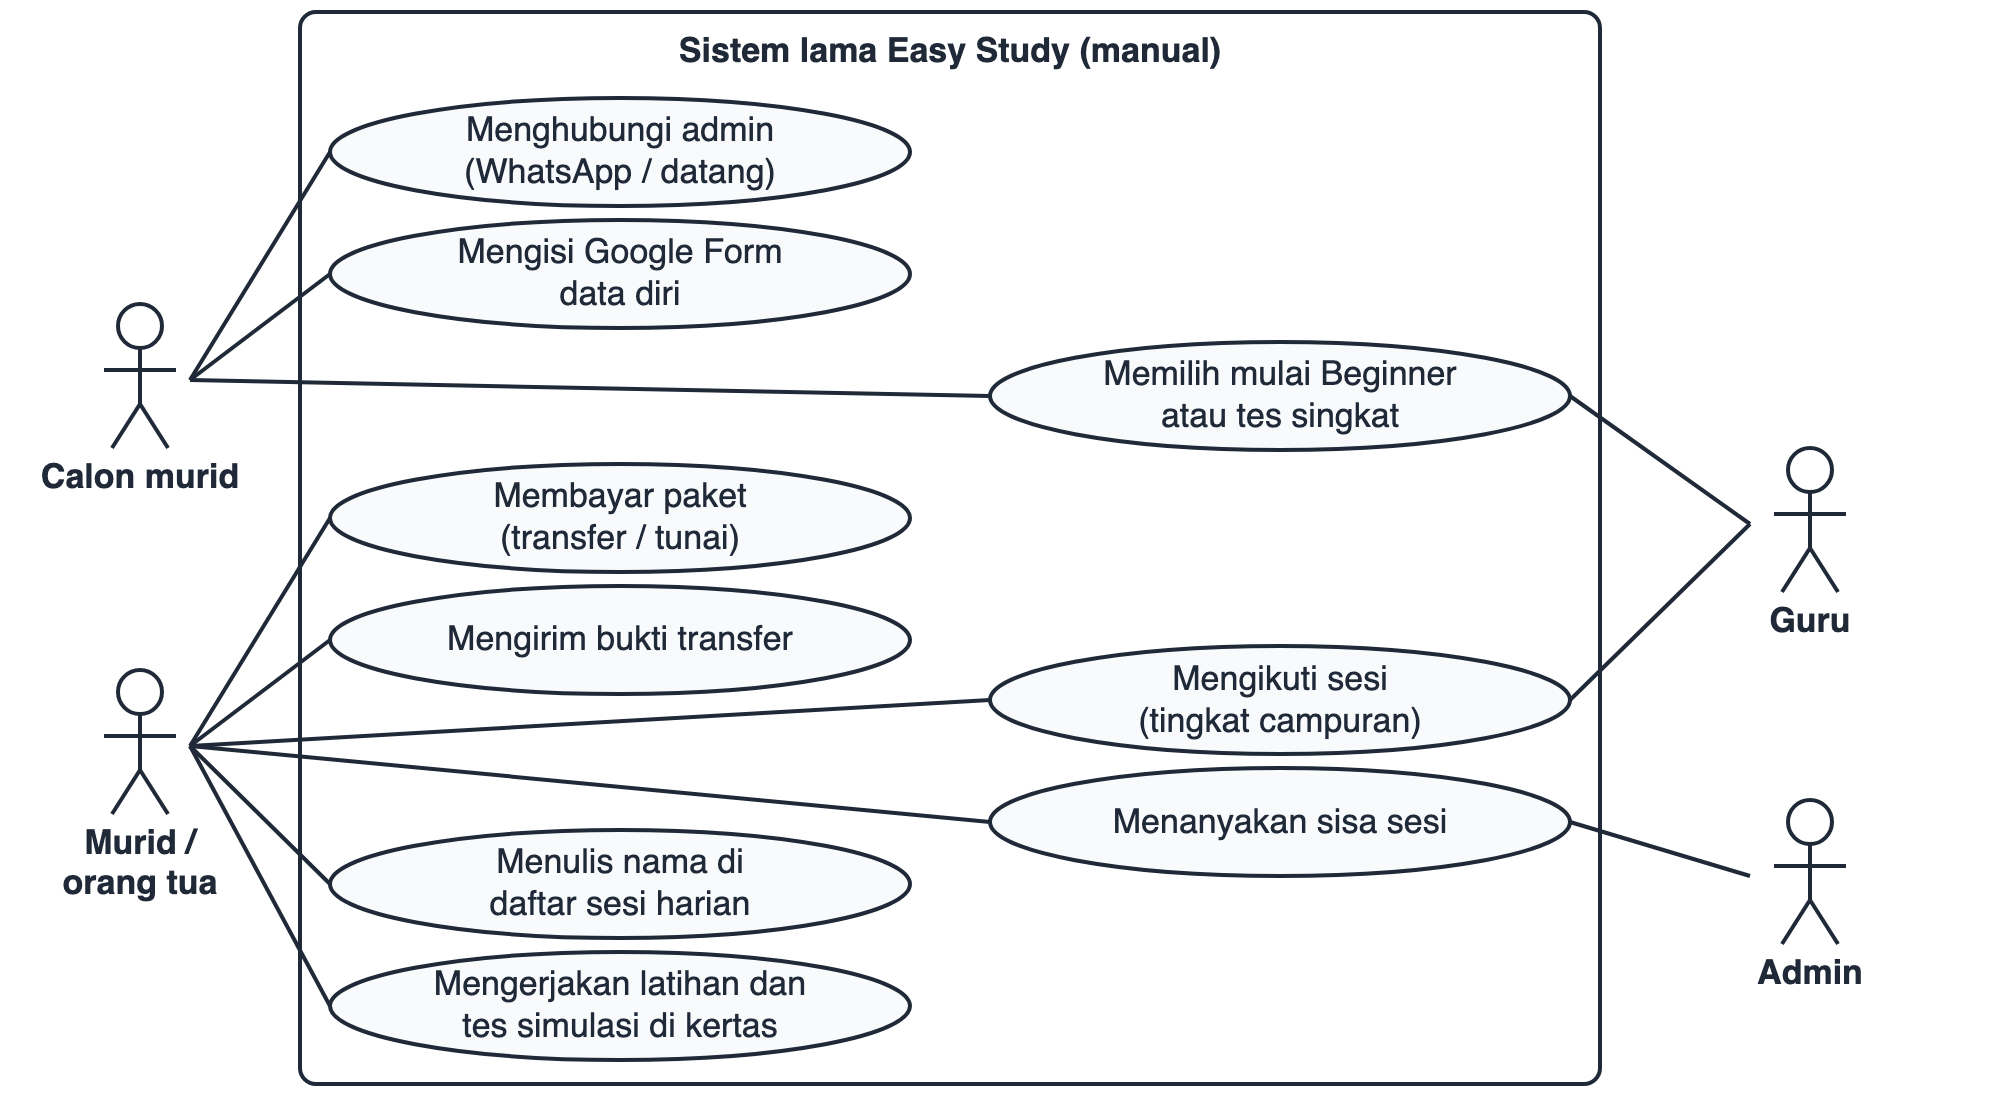 Sistem lama Easy Study (manual)
Menghubungi admin
(WhatsApp / datang)
Mengisi Google Form
data diri
Memilih mulai Beginner
atau tes singkat
Calon murid
Membayar paket
(transfer / tunai)
Guru
Mengirim bukti transfer
Mengikuti sesi
(tingkat campuran)
Menanyakan sisa sesi
Murid /
orang tua
Menulis nama di
daftar sesi harian
Admin
Mengerjakan latihan dan
tes simulasi di kertas